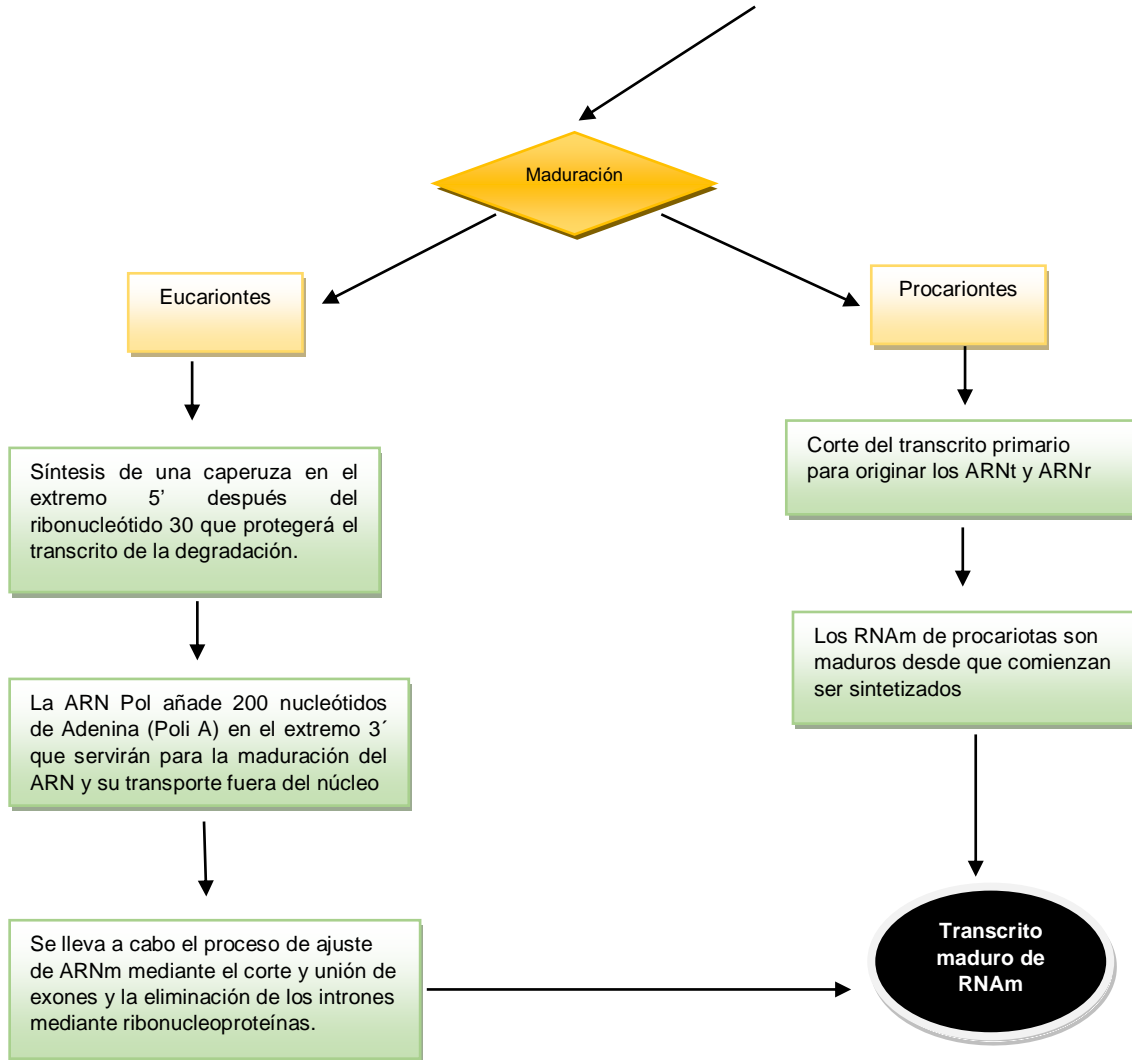 Maduración
Eucariontes
Procariontes
Síntesis de una caperuza en el
extremo 5’ después del
ribonucleótido 30 que protegerá el
transcrito de la degradación.
Corte del transcrito primario
para originar los ARNt y ARNr
La ARN Pol añade 200 nucleótidos
de Adenina (Poli A) en el extremo 3´
que servirán para la maduración del
ARN y su transporte fuera del núcleo
Los RNAm de procariotas son
maduros desde que comienzan
ser sintetizados
Se lleva a cabo el proceso de ajuste
de ARNm mediante el corte y unión de
exones y la eliminación de los intrones
mediante ribonucleoproteínas.
Transcrito
maduro de
RNAm